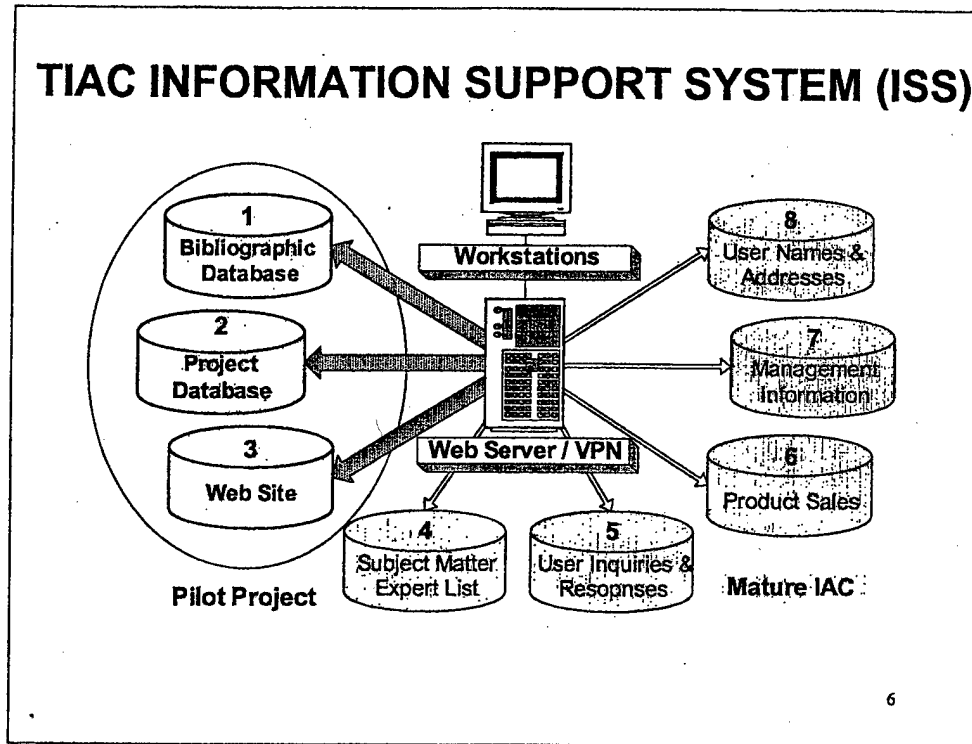 TIAC INFORMATION SUPPORT SYSTEM (ISS)
1
Bibliographic
Database
2
Project
Database
3
Web Site
Pilot Project
Workstations
Web Server / VPN
4
Subject Matter
Expert List
5
User Inquiries &
Resopnses
8
User Names &
Addresses
7
Management
Information
6
Product Sales
Mature IAC
6